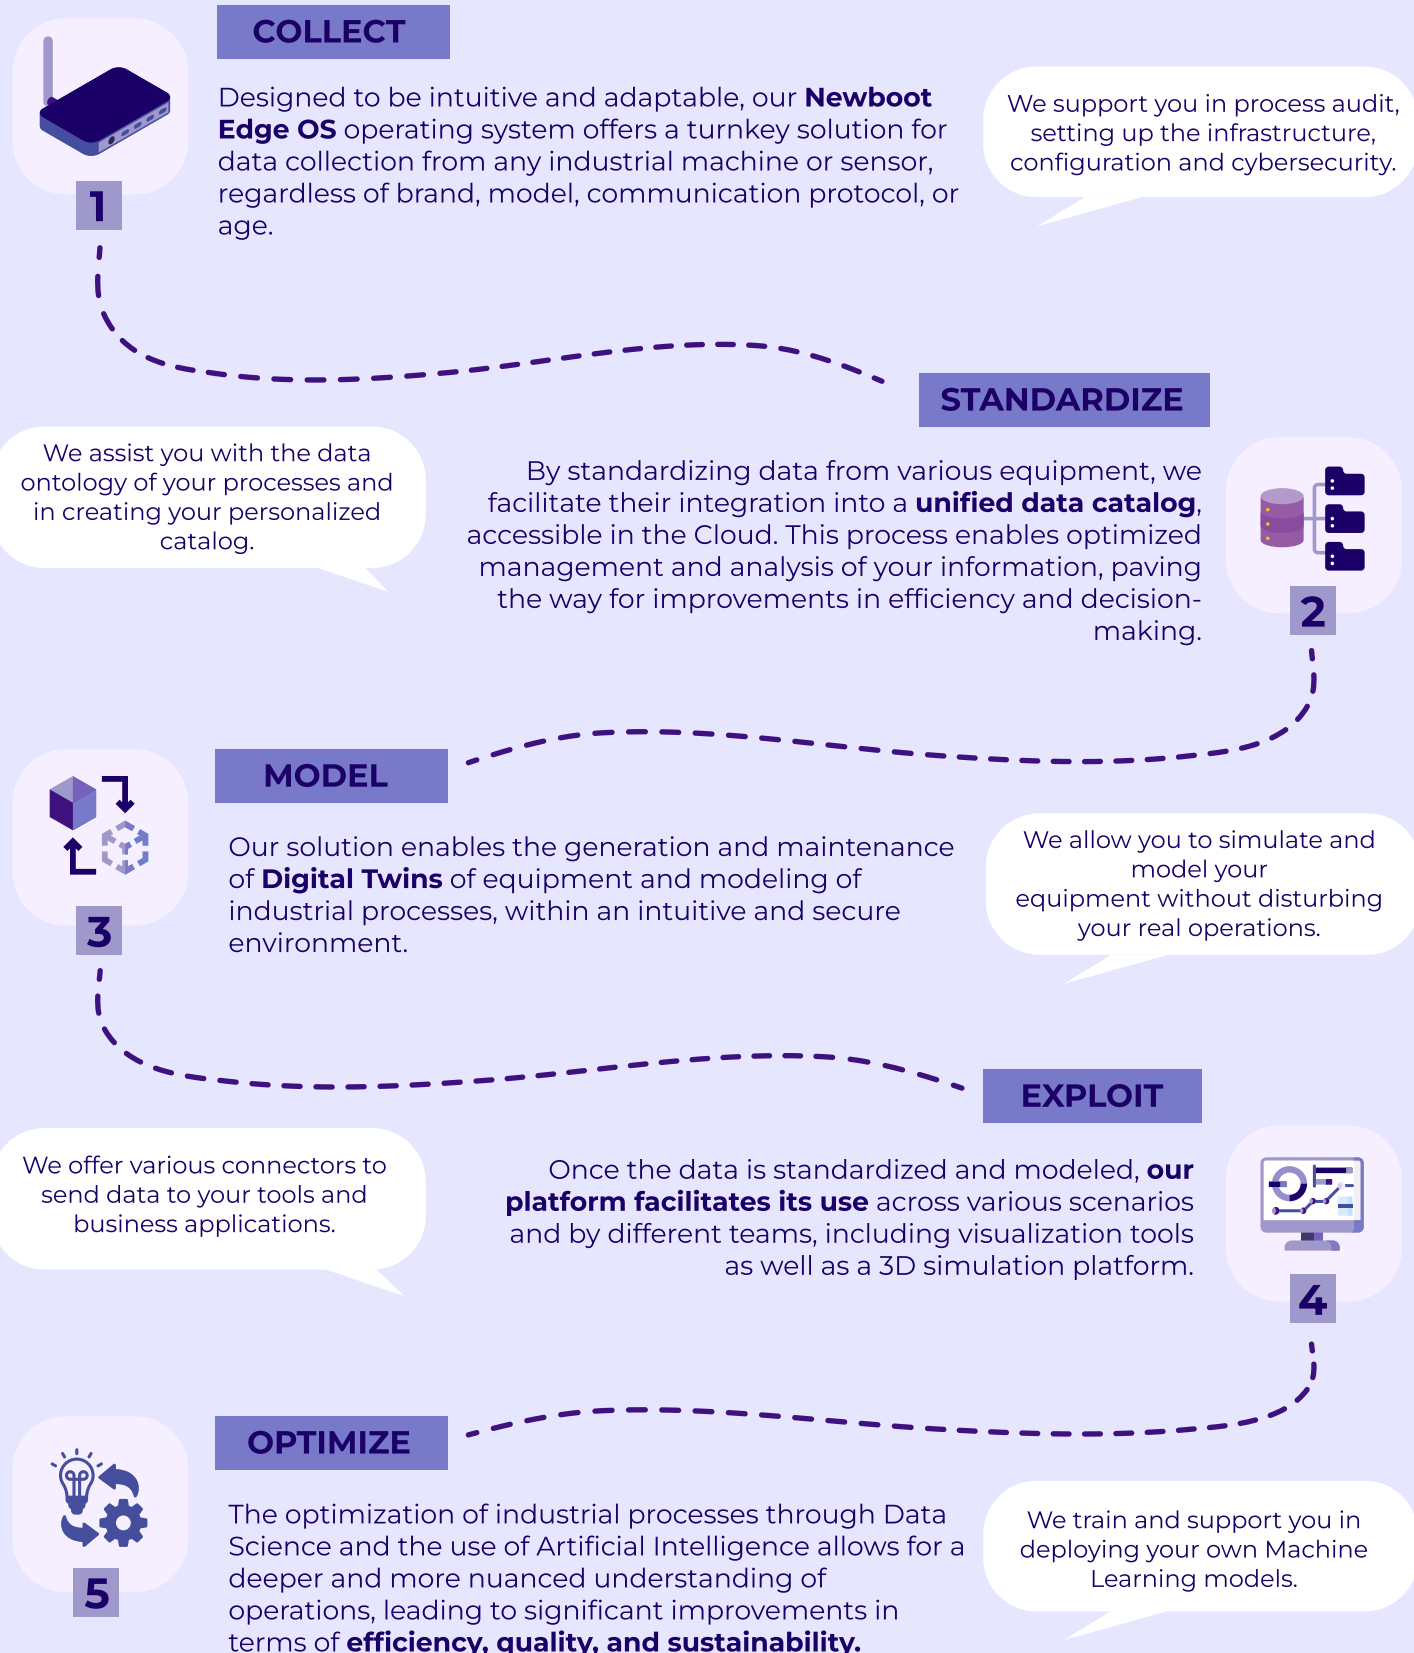 COLLECT
Designed to be intuitive and adaptable, our Newboot
Edge OS operating system offers a turnkey solution for
data collection from any industrial machine or sensor,
regardless of brand, model, communication protocol, or
age.
We support you in process audit,
setting up the infrastructure,
configuration and cybersecurity.
1
STANDARDIZE
We assist you with the data
ontology of your processes and
in creating your personalized
catalog.
By standardizing data from various equipment, we
facilitate their integration into a unified data catalog,
accessible in the Cloud. This process enables optimized
management and analysis of your information, paving
the way for improvements in efficiency and decision-
making.
2
MODEL
Our solution enables the generation and maintenance
of Digital Twins of equipment and modeling of
industrial processes, within an intuitive and secure
environment.
We allow you to simulate and
model your
equipment without disturbing
your real operations.
3
EXPLOIT
We offer various connectors to
send data to your tools and
business applications.
Once the data is standardized and modeled, our
platform facilitates its use across various scenarios
and by different teams, including visualization tools
as well as a 3D simulation platform.
4
OPTIMIZE
The optimization of industrial processes through Data
Science and the use of Artificial Intelligence allows for a
deeper and more nuanced understanding of
operations, leading to significant improvements in
terms of efficiency, quality, and sustainability.
We train and support you in
deploying your own Machine
Learning models.
5